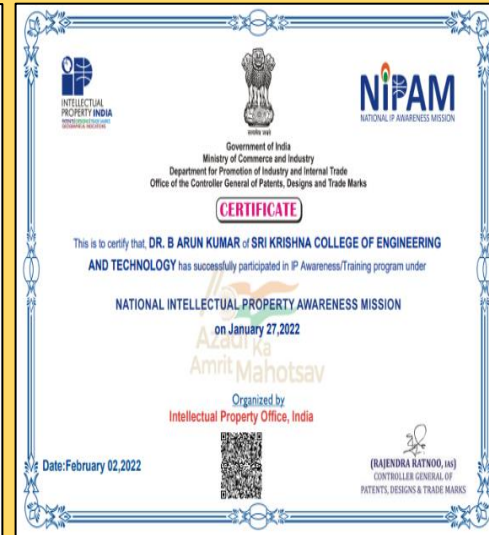 INTELLECTUAL
PROPERTY INDIA
NiPAM
NATIONAL IP AWARENESS MISSION
सत्यमेव जयते
Government of India
Ministry of Commerce and Industry
Department for Promotion of Industry and Internal Trade
Office of the Controller General of Patents, Designs and Trade Marks
CERTIFICATE
This is to certify that, DR. B ARUN KUMAR of SRI KRISHNA COLLEGE OF ENGINEERING
AND TECHNOLOGY has successfully participated in IP Awareness/Training program under
NATIONAL INTELLECTUAL PROPERTY AWARENESS MISSION
on January 27,2022
Azadi Ka
Amrit Mahotsav
Organized by
Intellectual Property Office, India
Date:February 02,2022
(RAJENDRA RATNOO, IAS)
CONTROLLER GENERAL OF
PATENTS, DESIGNS & TRADE MARKS